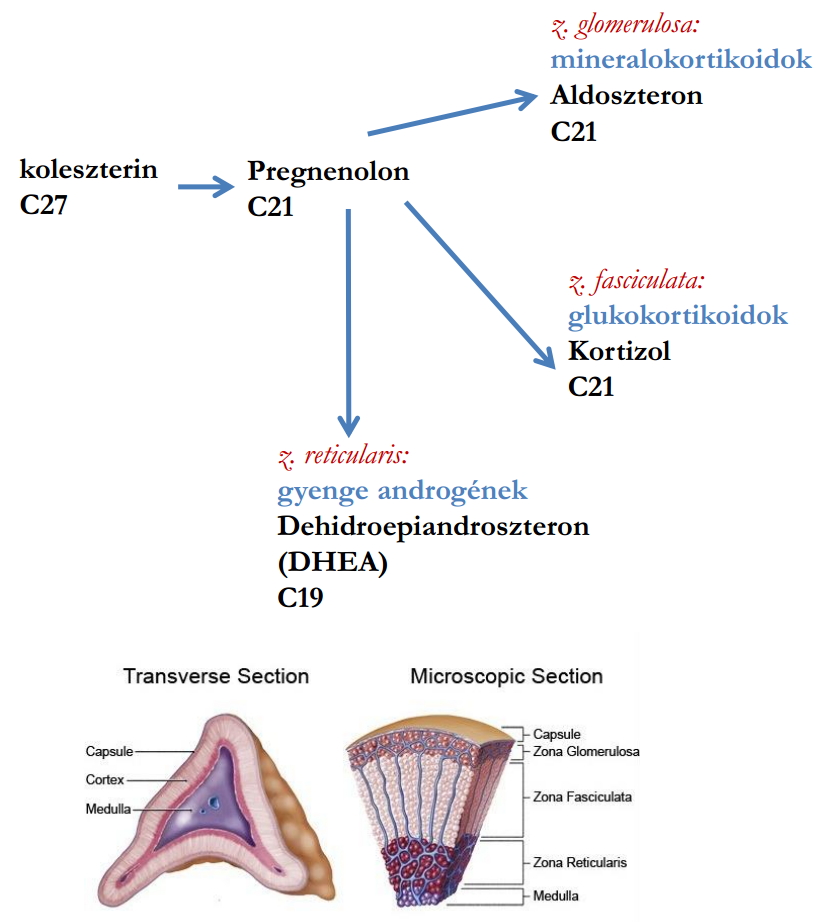 z. glomerulosa:
mineralokortikoidok
Aldoszteron
C21
koleszterin
C27
Pregnenolon
C21
z. fasciculata:
glukokortikoidok
Kortizol
C21
z. reticularis:
gyenge androgének
Dehidroepiandroszteron
(DHEA)
C19
Transverse Section
Capsule
Cortex
Medulla
Microscopic Section
Capsule
Zona Glomerulosa
Zona Fasciculata
Zona Reticularis
Medulla